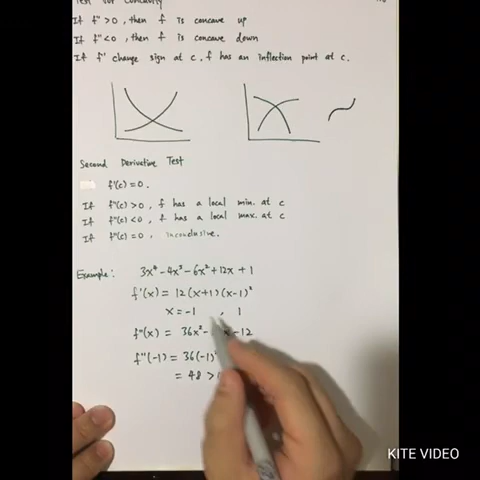 Test for Concavity
If f" > 0, then f is concave up
If f" < 0, then f is concave down
If f" change sign at c, f has an inflection point at c.
Second Derivative Test
f'(c) = 0.
If f"(c) > 0, f has a local min. at c
If f"(c) < 0, f has a local max. at c
If f"(c) = 0, inconclusive.
Example: 3x⁴ - 4x³ - 6x² + 12x + 1
f'(x) = 12(x+1)(x-1)²
x = -1, 1
f"(x) = 36x² - x - 12
f"(-1) = 36(-1)
= 48 >
KITE VIDEO